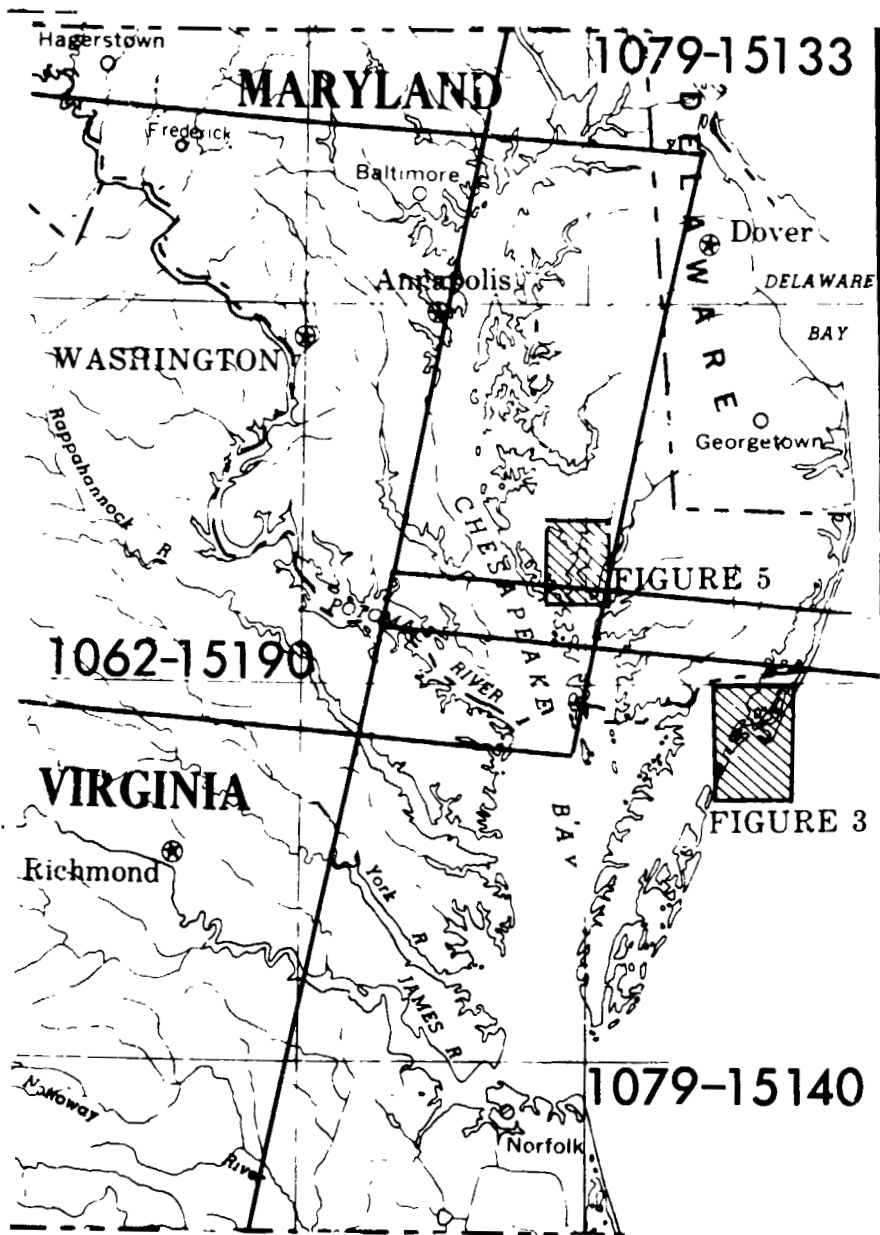 Hagerstown
1079-15133
MARYLAND
Frederick
Baltimore
DELAWARE
Dover
Annapolis
DELAWARE
BAY
WASHINGTON
Georgetown
Rappahannock
R
CHESAPEAKE
FIGURE 5
1062-15190
RIVER
VIRGINIA
BAY
FIGURE 3
Richmond
York
R
JAMES
R
1079-15140
Nottoway
Norfolk
River